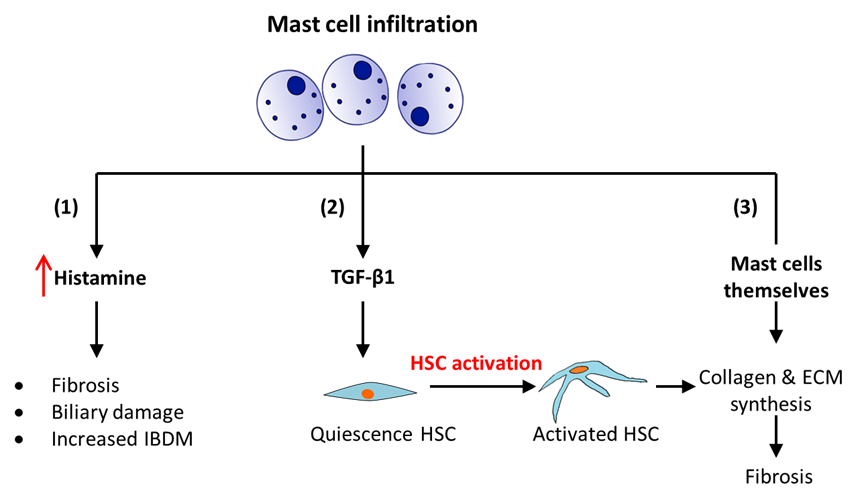 Mast cell infiltration
(1)
(2)
(3)
Histamine
TGF-β1
Mast cells
themselves
HSC activation
• Fibrosis
• Biliary damage
• Increased IBDM
Quiescence HSC
Activated HSC
Collagen & ECM
synthesis
Fibrosis